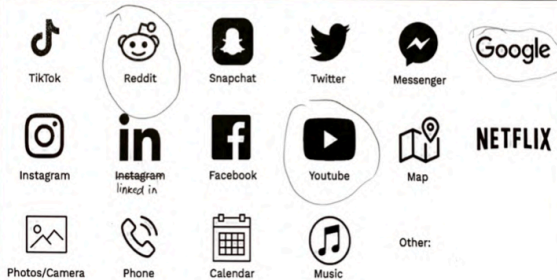 Google
TikTok Reddit Snapchat Twitter Messenger
in
NETFLIX
Instagram Instagram Facebook Youtube Map
linked in
Other:
Photos/Camera Phone Calendar Music